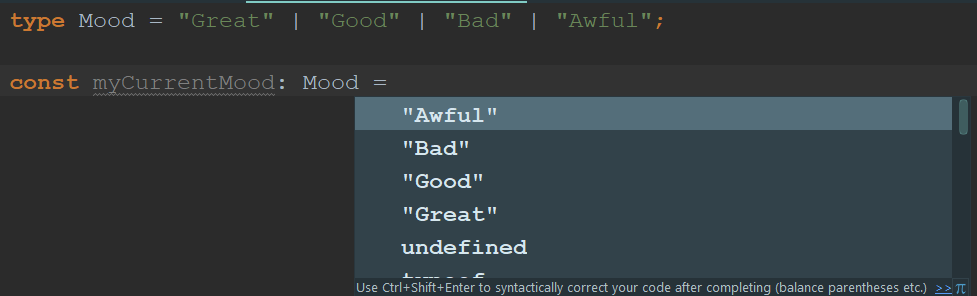 type Mood = "Great" | "Good" | "Bad" | "Awful";
const myCurrentMood: Mood =
"Awful"
"Bad"
"Good"
"Great"
undefined
typeof
Use Ctrl+Shift+Enter to syntactically correct your code after completing (balance parentheses etc.) >> π